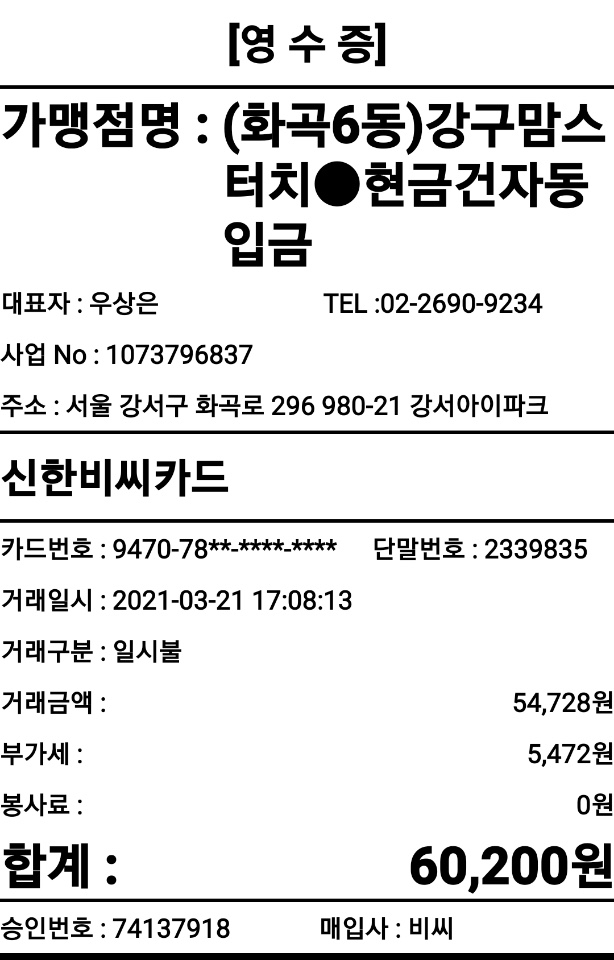 [영 수 증]
가맹점명 : (화곡6동)강구맘스
터치●현금건자동
입금
대표자 : 우상은 TEL :02-2690-9234
사업 No : 1073796837
주소 : 서울 강서구 화곡로 296 980-21 강서아이파크
신한비씨카드
카드번호 : 9470-78**-****-**** 단말번호 : 2339835
거래일시 : 2021-03-21 17:08:13
거래구분 : 일시불
거래금액 : 54,728원
부가세 : 5,472원
봉사료 : 0원
합계 : 60,200원
승인번호 : 74137918 매입사 : 비씨